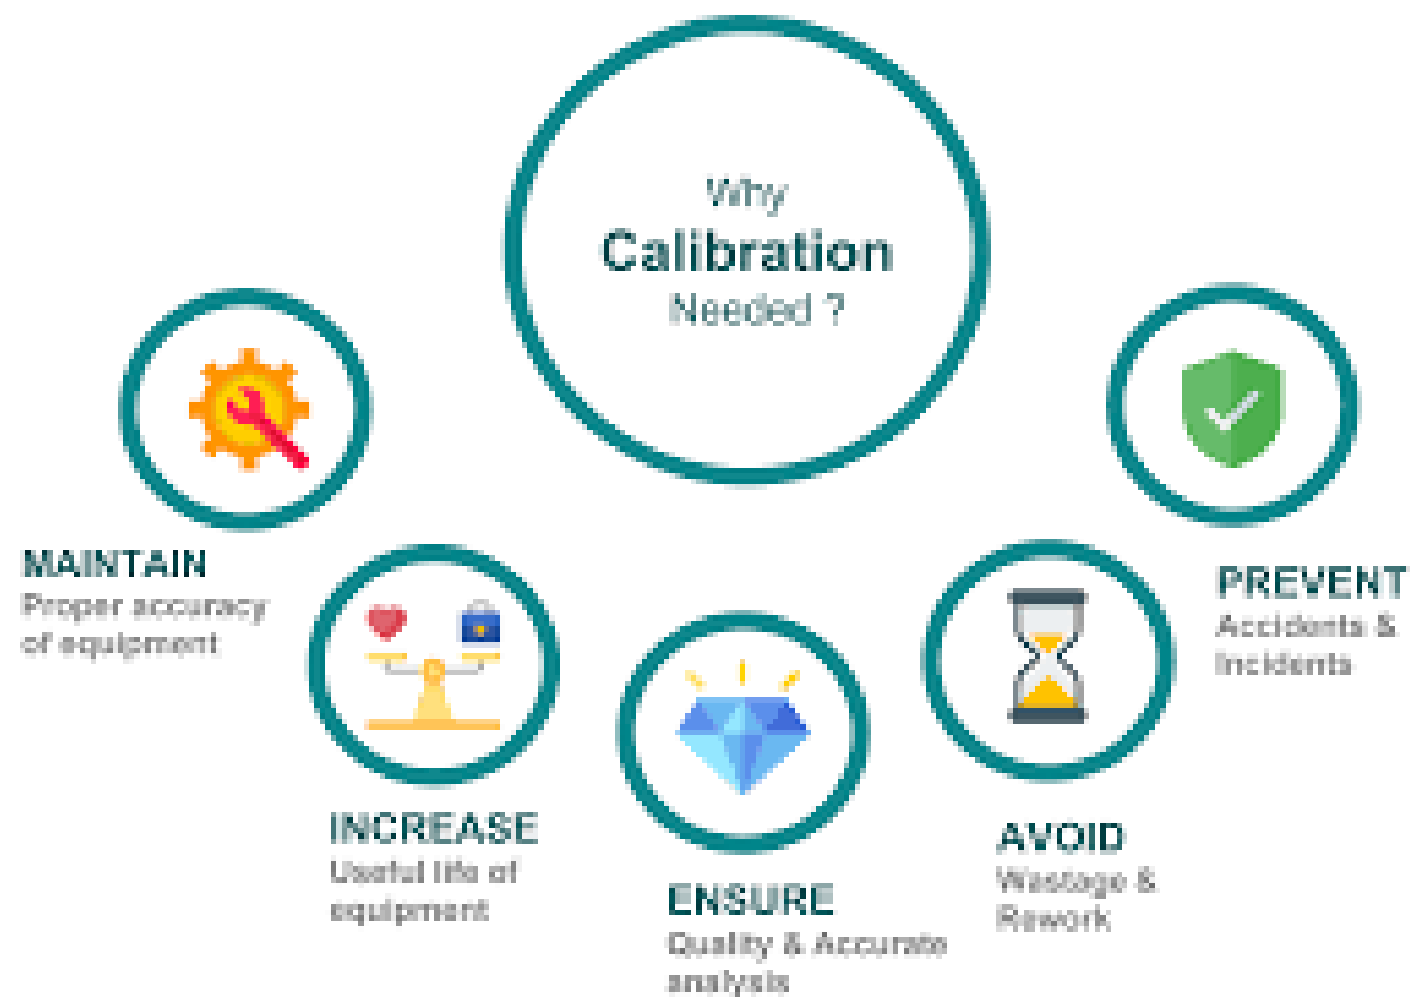 Why
Calibration
Needed ?
MAINTAIN
Proper accuracy
of equipment
INCREASE
Useful life of
equipment
ENSURE
Quality & Accurate
analysis
AVOID
Wastage &
Rework
PREVENT
Accidents &
Incidents